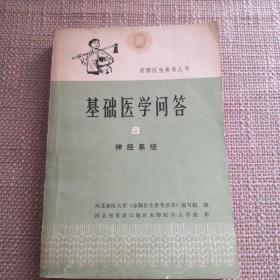 赤脚医生参考丛书
基础医学问答
二
神经系统
河北新医大学《赤脚医生参考丛书》编写组 编
河北省张家口地区赤脚医生大学教审